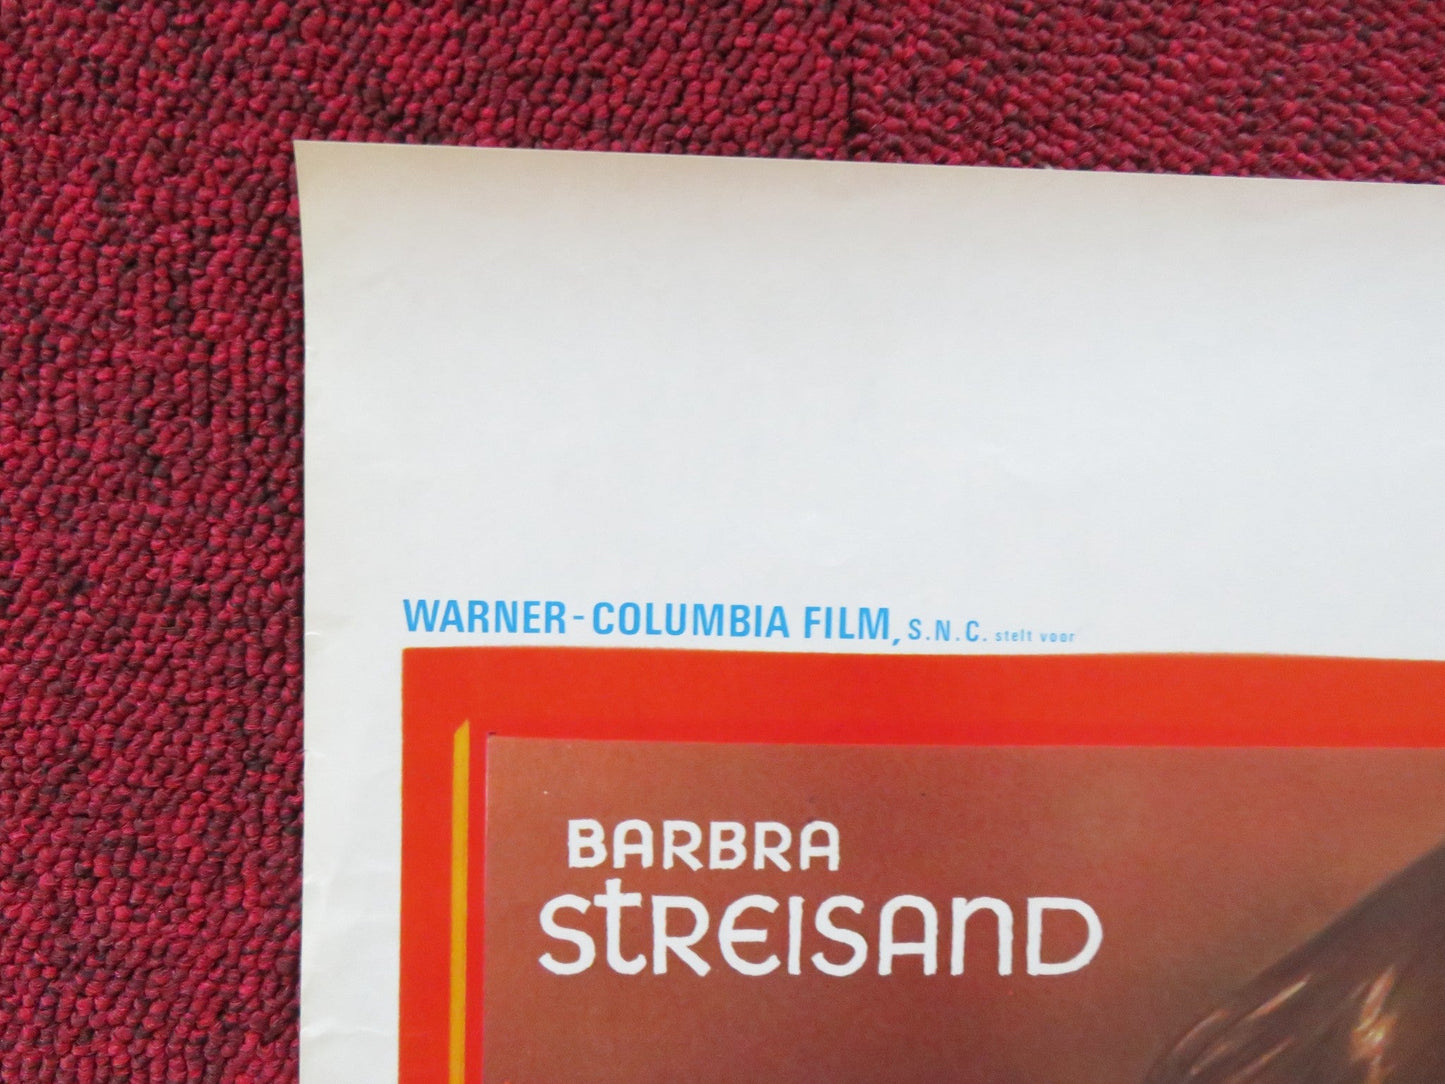 WARNER-COLUMBIA FILM, S.N.C. stelt voor
BARBRA
STREISAND